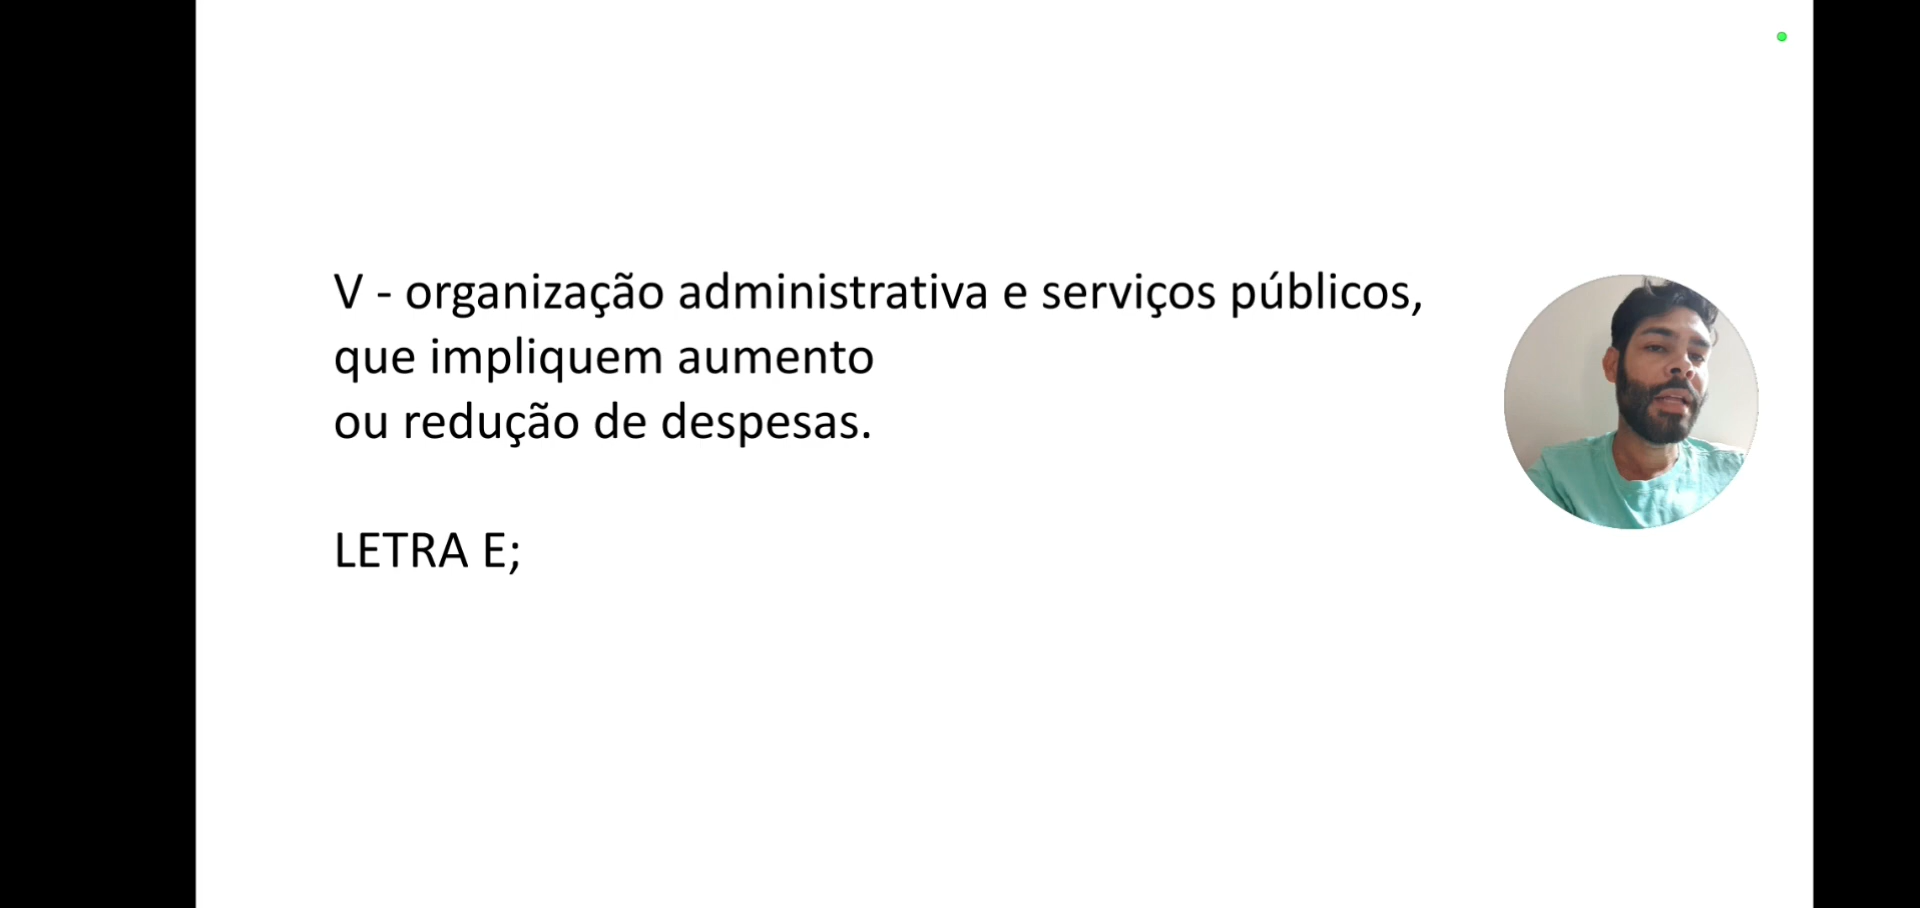 V - organização administrativa e serviços públicos,
que impliquem aumento
ou redução de despesas.
LETRA E;